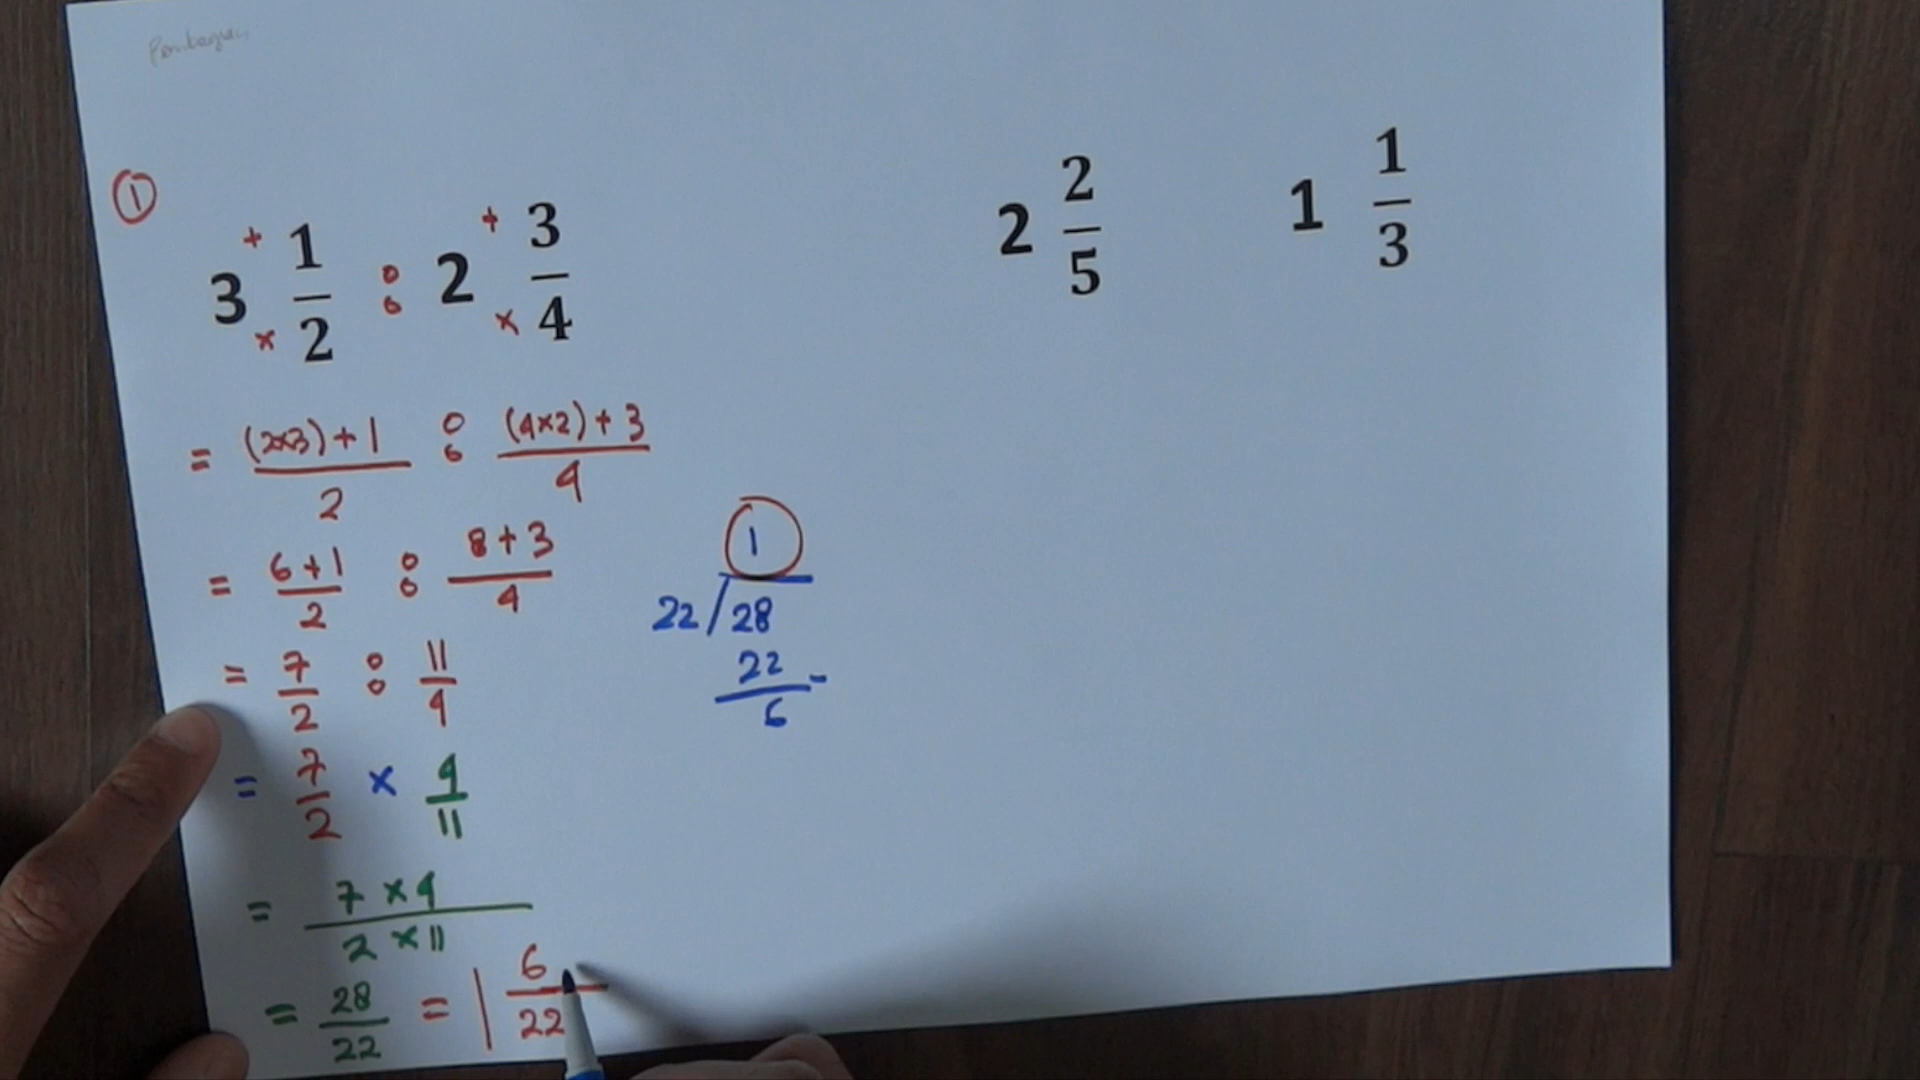 Pembagian
①
3 + × 1/2 : 2 + × 3/4
= (2×3)+1/2 : (4×2)+3/4
= 6+1/2 : 8+3/4
= 7/2 : 11/4
= 7/2 × 4/11
= 7×4/2×11
= 28/22 = 1 6/22
1
22/28
22 -
6
2 2/5
1 1/3